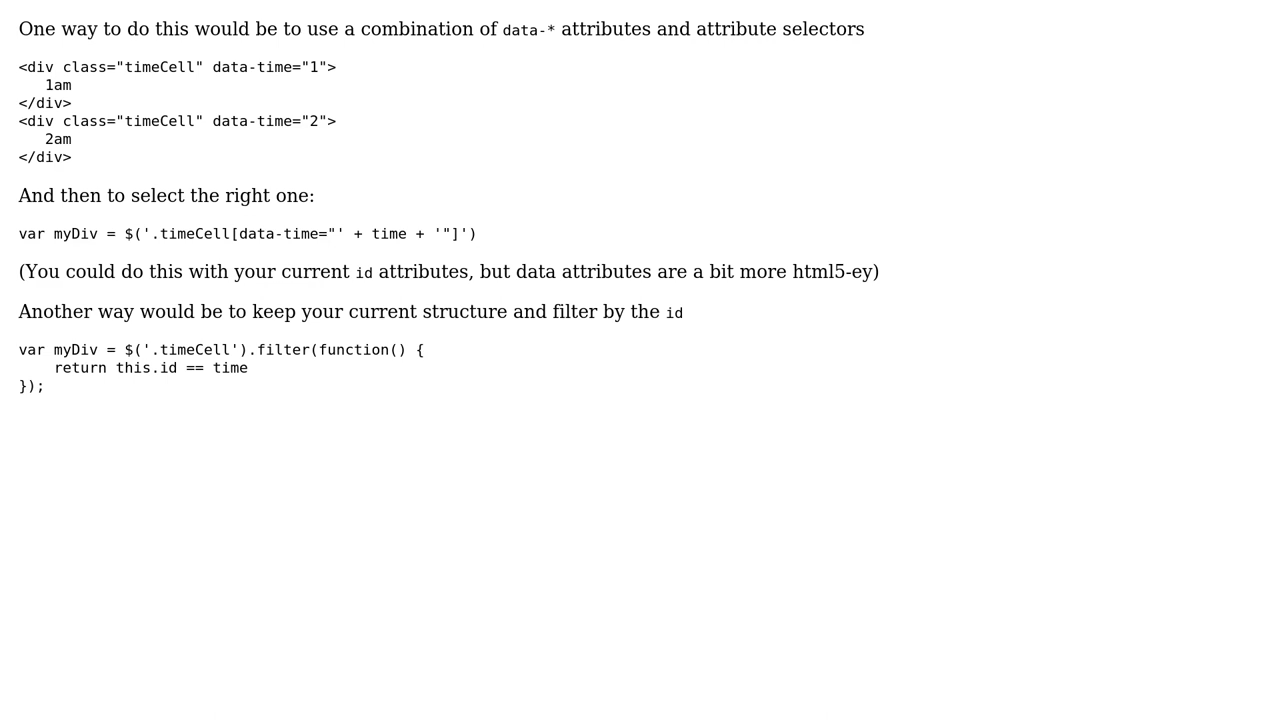 One way to do this would be to use a combination of data-* attributes and attribute selectors
<div class="timeCell" data-time="1">
   1am
</div>
<div class="timeCell" data-time="2">
   2am
</div>
And then to select the right one:
var myDiv = $('.timeCell[data-time="' + time + '"]')
(You could do this with your current id attributes, but data attributes are a bit more html5-ey)
Another way would be to keep your current structure and filter by the id
var myDiv = $('.timeCell').filter(function() {
    return this.id == time
});